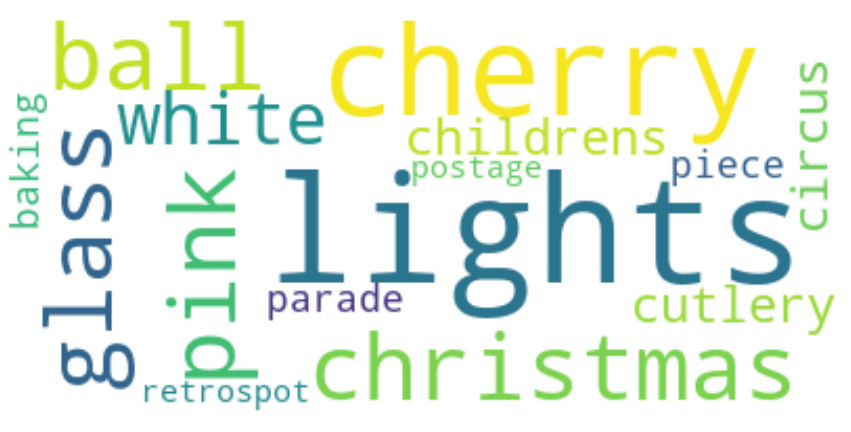 ball
cherry
circus
baking
white
childrens
glass
postage
piece
pink
lights
parade
cutlery
christmas
retrospot